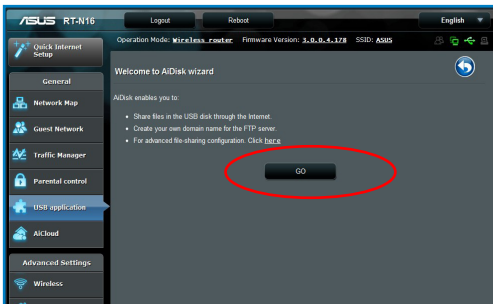 ASUS RT-N16 Logout Reboot English
Quick Internet Setup
Operation Mode: Wireless router Firmware Version: 3.0.0.4.178 SSID: ASUS
General
Network Map
Guest Network
Traffic Manager
Parental control
USB application
AiCloud
Advanced Settings
Wireless
Welcome to AiDisk wizard
AiDisk enables you to:
• Share files in the USB disk through the Internet.
• Create your own domain name for the FTP server.
• For advanced file-sharing configuration. Click here
GO